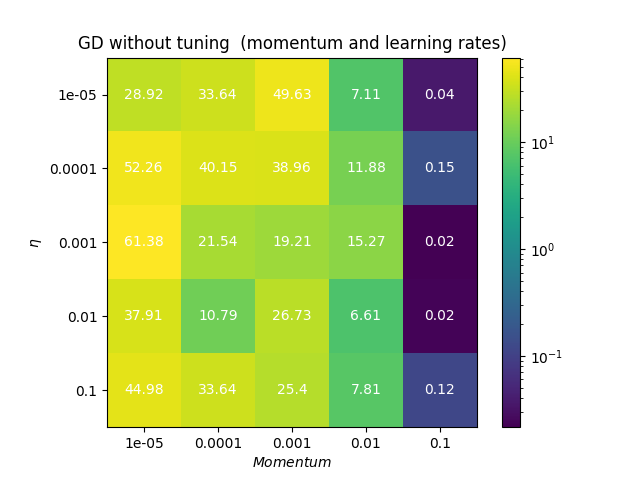 GD without tuning  (momentum and learning rates)
1e-05 28.92 33.64 49.63 7.11 0.04
0.0001 52.26 40.15 38.96 11.88 0.15
0.001 61.38 21.54 19.21 15.27 0.02
0.01 37.91 10.79 26.73 6.61 0.02
0.1 44.98 33.64 25.4 7.81 0.12
η
1e-05 0.0001 0.001 0.01 0.1
Momentum
10¹
10⁰
10⁻¹